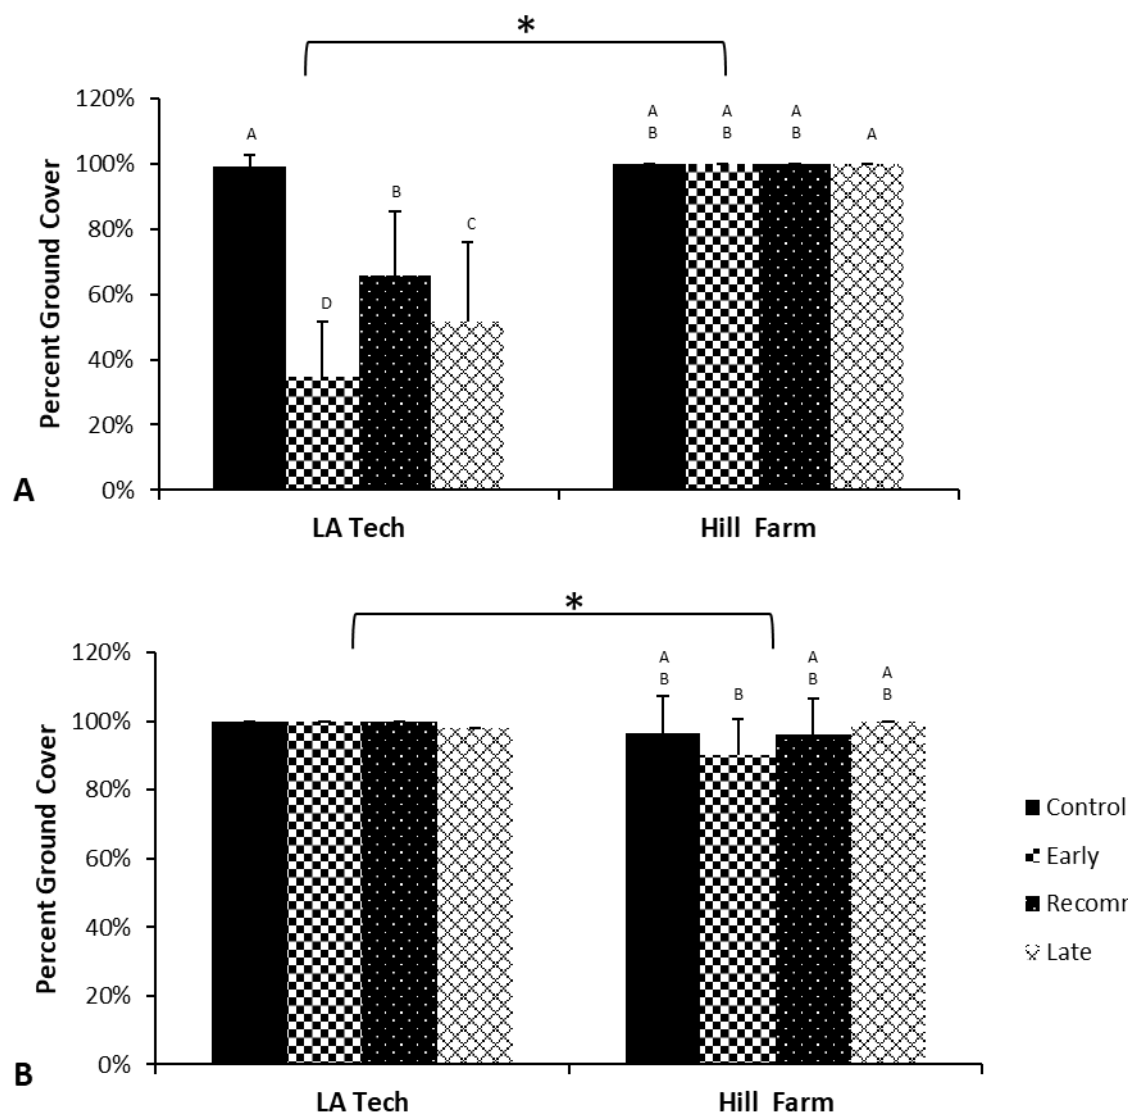 *
120%
100%
80%
60%
40%
20%
0%
Percent Ground Cover
A
D
B
C
A
B
A
B
A
B
A
LA Tech
Hill Farm
A
*
120%
100%
80%
60%
40%
20%
0%
Percent Ground Cover
A
B
B
A
B
A
B
LA Tech
Hill Farm
B
Control
Early
Recomm
Late